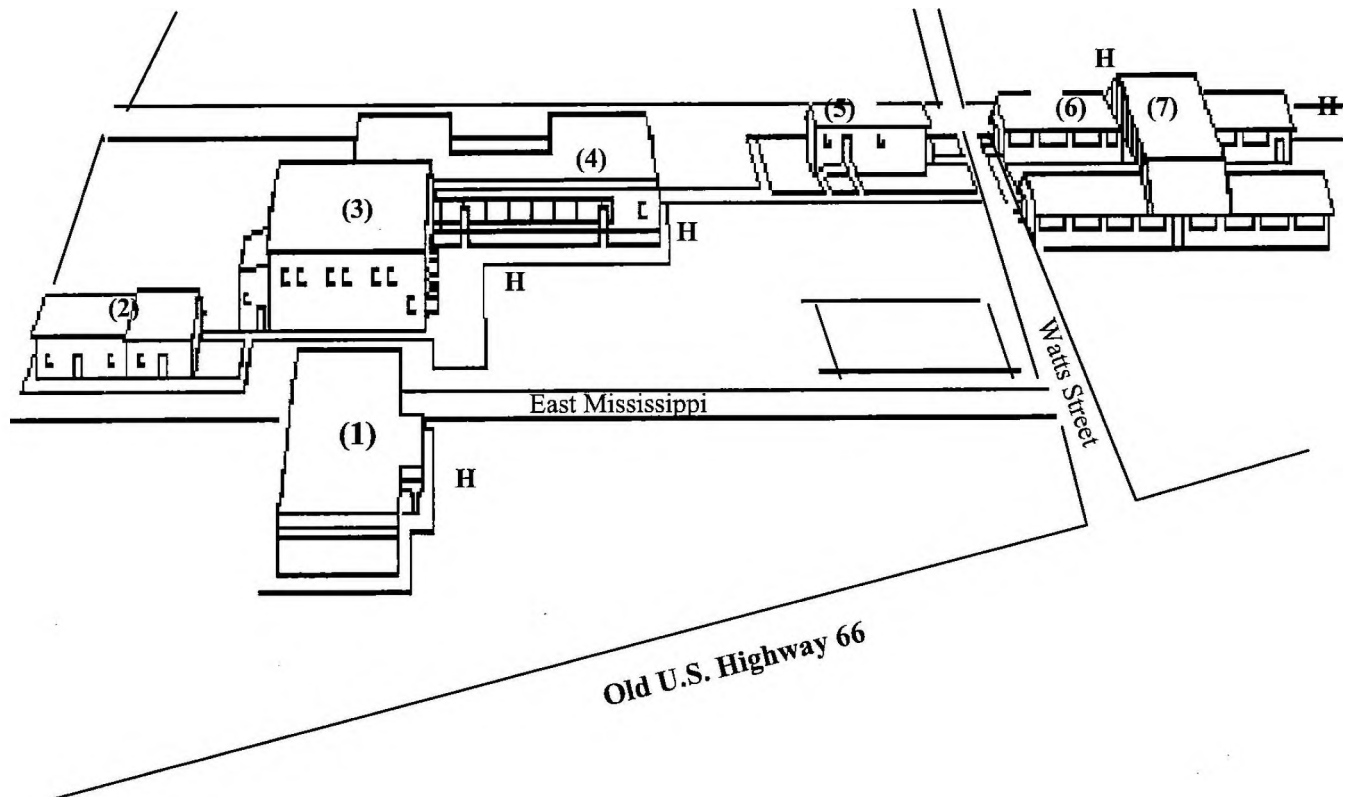 H
(6)
(7)
H
(5)
(4)
(3)
H
H
(2)
Watts Street
East Mississippi
(1)
H
Old U.S. Highway 66